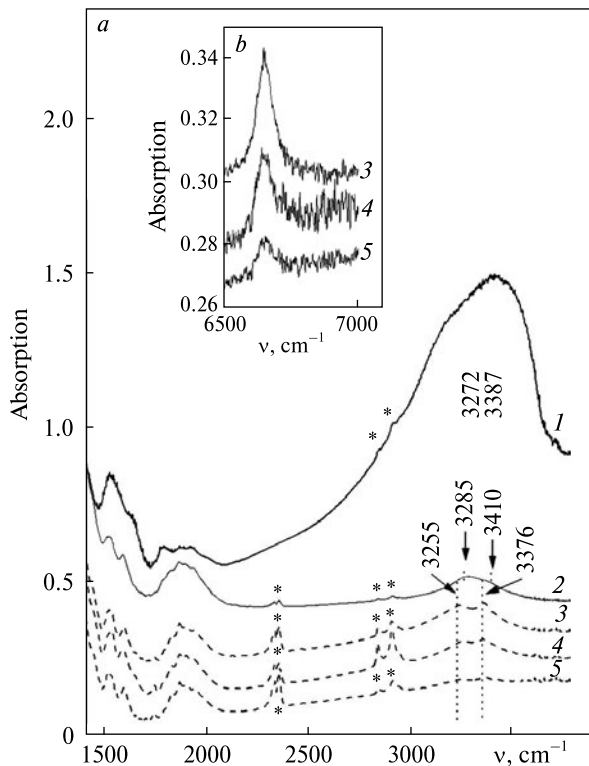 a
b
2.0
1.5
1.0
0.5
0
Absorption
0.34
0.32
0.30
0.28
0.26
Absorption
3
4
5
6500 7000
ν, cm⁻¹
* *
3272
3387
1
3255
3285
3410
3376
* * *
2
* * *
3
* * *
4
* * *
5
*
1500 2000 2500 3000 ν, cm⁻¹